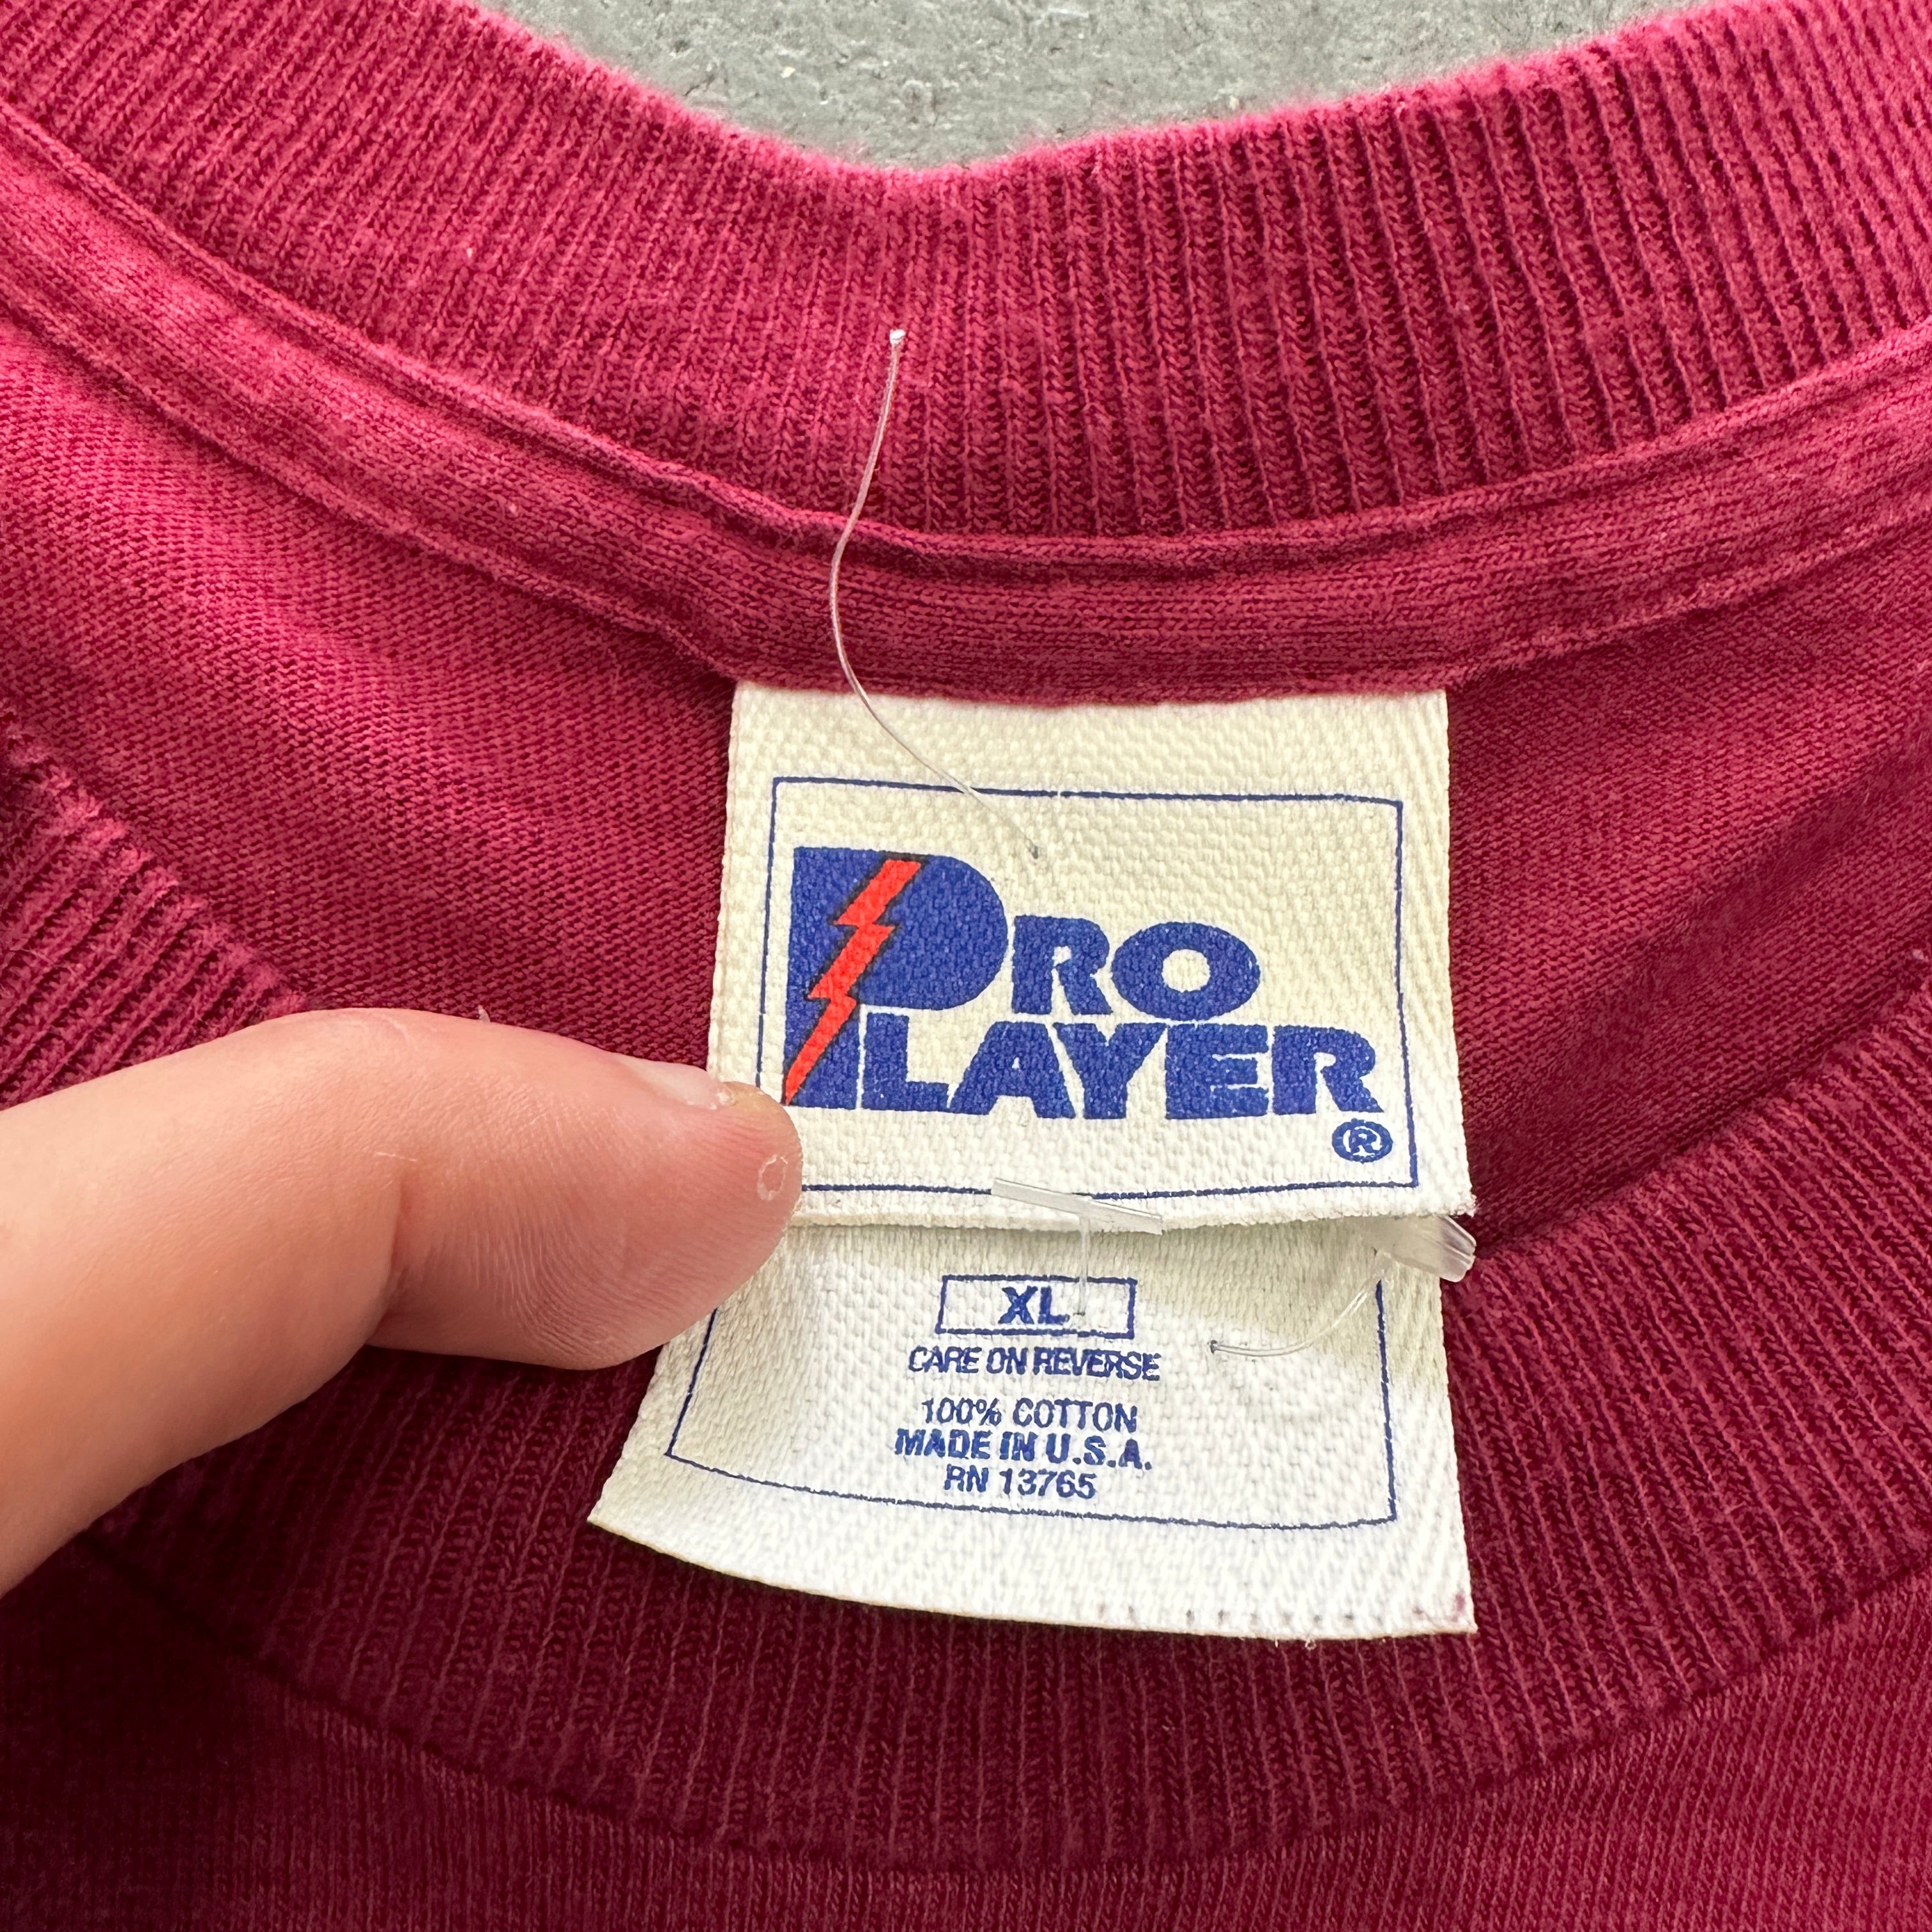 PRO
PLAYER
®
XL
CARE ON REVERSE
100% COTTON
MADE IN U.S.A.
RN 13765